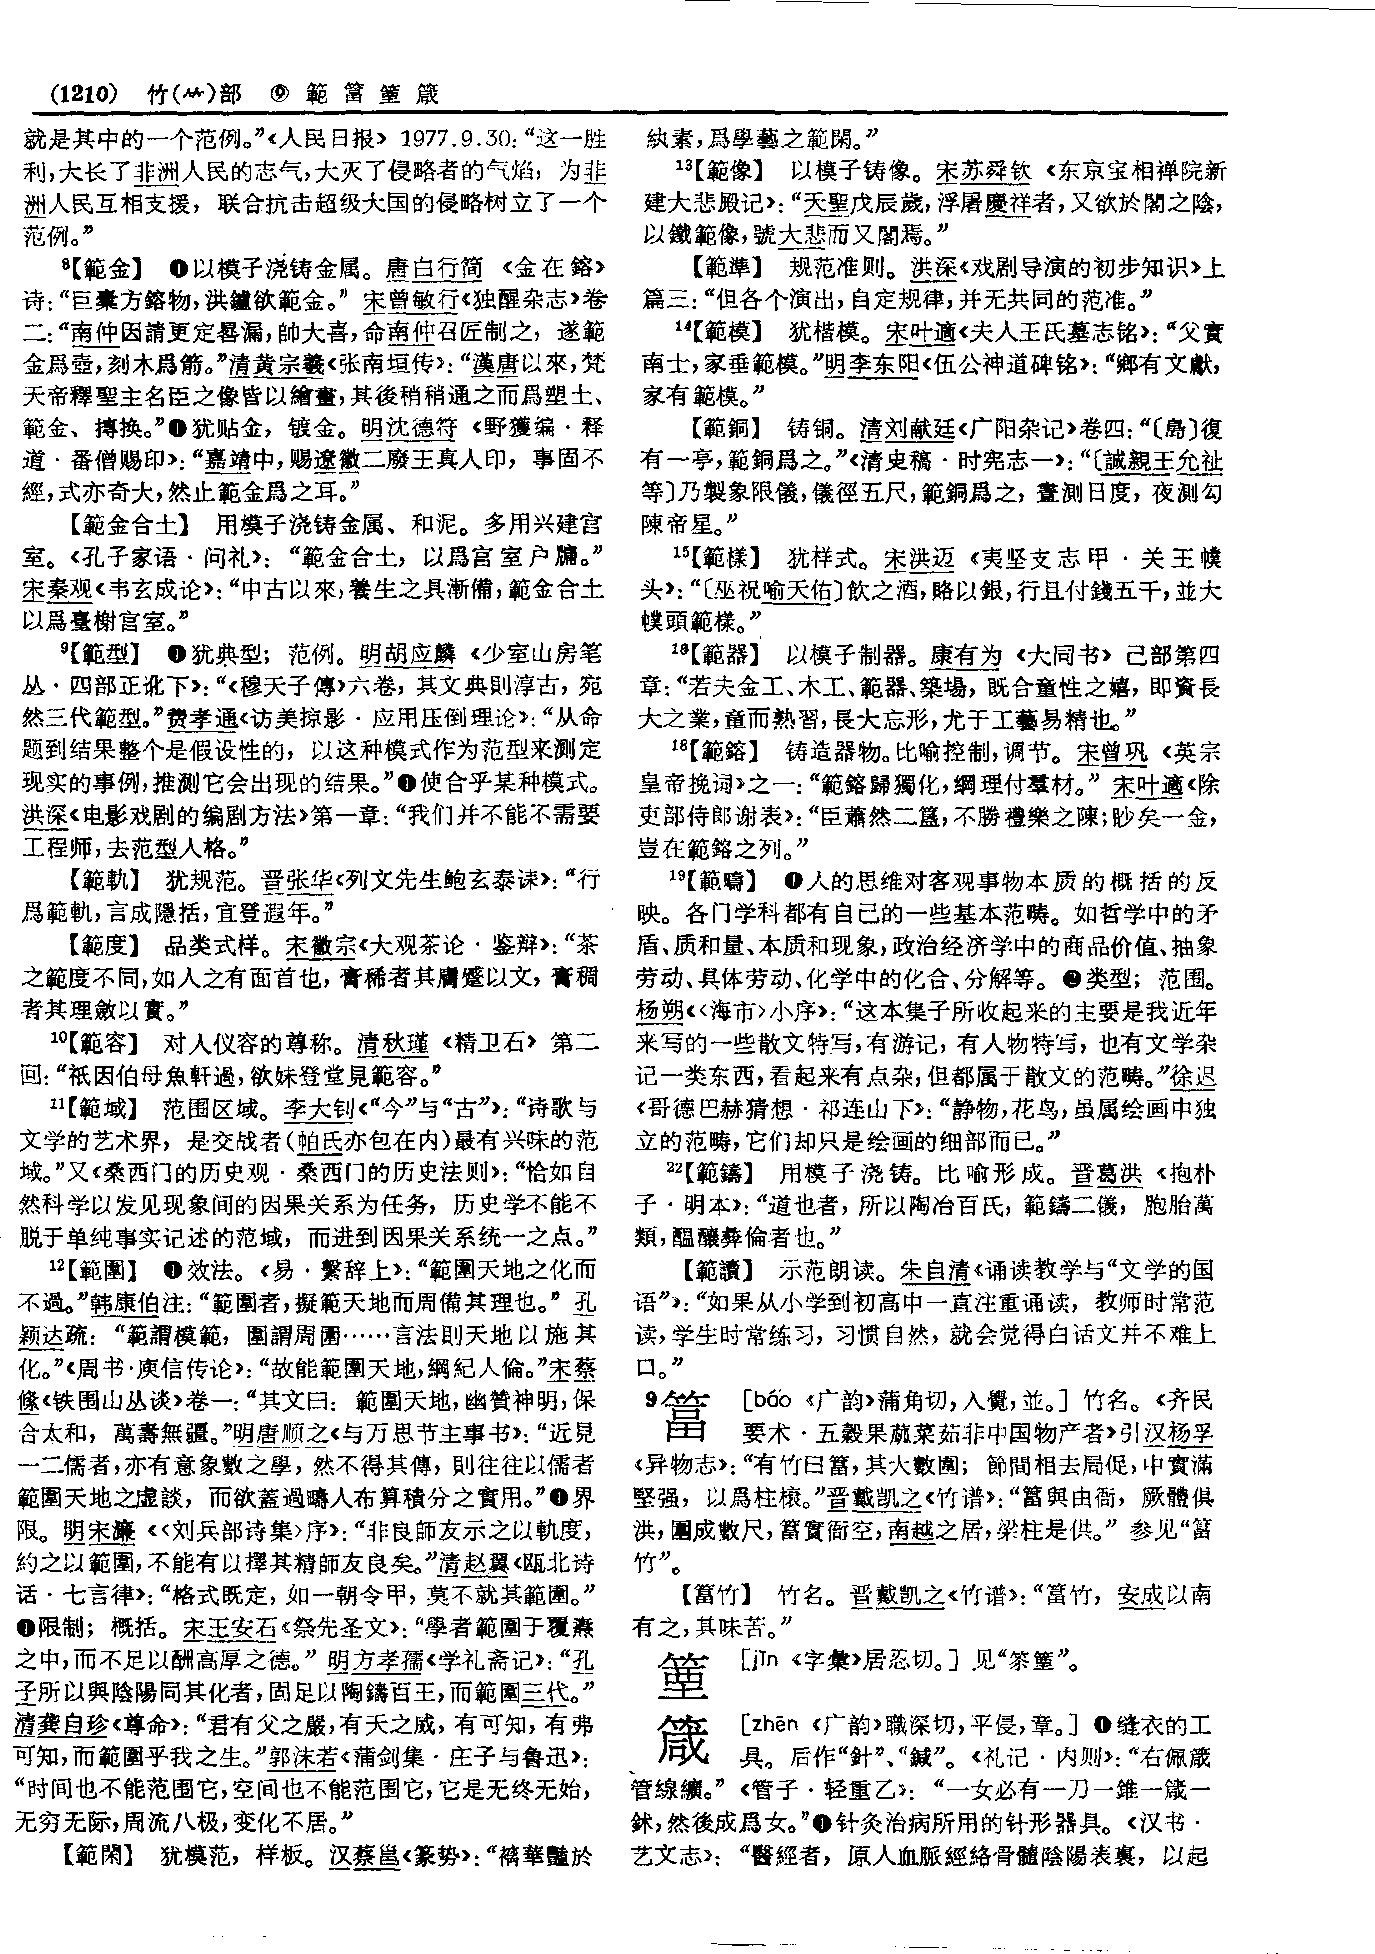 (1210) 竹(⺮)部 ⑨ 範 䈏 䈥 箴
就是其中的一个范例。”《人民日报》 1977.9.30：“这一胜
利，大长了非洲人民的志气，大灭了侵略者的气焰，为非
洲人民互相支援，联合抗击超级大国的侵略树立了一个
范例。”
8【範金】 ❶以模子浇铸金属。唐白行简《金在鎔》
诗：“巨橐方鎔物，洪鑪欲範金。” 宋曾敏行《独醒杂志》卷
二：“南仲因請更定晷漏，帥大喜，命南仲召匠制之，遂範
金爲壺，刻木爲箭。”清黄宗羲《张南垣传》：“漢唐以來，梵
天帝釋聖主名臣之像皆以繪畫，其後稍稍通之而爲塑土、
範金、摶換。”❶犹贴金，镀金。明沈德符《野獲编·释
道·番僧赐印》：“嘉靖中，赐遼徽二廢王真人印，事固不
經，式亦奇大，然止範金爲之耳。”
【範金合土】 用模子浇铸金属、和泥。多用兴建宫
室。《孔子家语·问礼》：“範金合土，以爲宫室户牖。”
宋秦观《韦玄成论》：“中古以來，養生之具漸備，範金合土
以爲臺榭宫室。”
9【範型】 ❶犹典型；范例。明胡应麟《少室山房笔
丛·四部正讹下》：“《穆天子傳》六卷，其文典則淳古，宛
然三代範型。”费孝通《访美掠影·应用压倒理论》：“从命
题到结果整个是假设性的，以这种模式作为范型来测定
现实的事例，推测它会出现的结果。”❶使合乎某种模式。
洪深《电影戏剧的编剧方法》第一章：“我们并不能不需要
工程师，去范型人格。”
【範軌】 犹规范。晋张华《列文先生鲍玄泰诔》：“行
爲範軌，言成隱括，宜登遐年。”
【範度】 品类式样。宋徽宗《大观茶论·鉴辩》：“茶
之範度不同，如人之有面首也，膏稀者其膚蹙以文，膏稠
者其理斂以實。”
10【範容】 对人仪容的尊称。清秋瑾《精卫石》第二
回：“祇因伯母魚軒過，欲妹登堂見範容。”
11【範域】 范围区域。李大钊《“今”与“古”》：“诗歌与
文学的艺术界，是交战者(帕氏亦包在内)最有兴味的范
域。”又《桑西门的历史观·桑西门的历史法则》：“恰如自
然科学以发见现象间的因果关系为任务，历史学不能不
脱于单纯事实记述的范域，而进到因果关系统一之点。”
12【範圍】 ❶效法。《易·繫辞上》：“範圍天地之化而
不過。”韩康伯注：“範圍者，擬範天地而周備其理也。” 孔
颖达疏：“範謂模範，圍謂周圍……言法則天地以施其
化。”《周书·庾信传论》：“故能範圍天地，綱紀人倫。”宋蔡
絛《铁围山丛谈》卷一：“其文曰：範圍天地，幽贊神明，保
合太和，萬壽無疆。”明唐顺之《与万思节主事书》：“近見
一二儒者，亦有意象數之學，然不得其傳，則往往以儒者
範圍天地之虚談，而欲蓋過疇人布算積分之實用。”❶界
限。明宋濂《〈刘兵部诗集〉序》：“非良師友示之以軌度，
約之以範圍，不能有以擇其精師友良矣。”清赵翼《瓯北诗
话·七言律》：“格式既定，如一朝令甲，莫不就其範圍。”
❶限制；概括。宋王安石《祭先圣文》：“學者範圍于覆燾
之中，而不足以酬高厚之德。” 明方孝孺《学礼斋记》：“孔
子所以與陰陽同其化者，固足以陶鑄百王，而範圍三代。”
清龚自珍《尊命》：“君有父之嚴，有天之威，有可知，有弗
可知，而範圍乎我之生。”郭沫若《蒲剑集·庄子与鲁迅》：
“时间也不能范围它，空间也不能范围它，它是无终无始，
无穷无际，周流八极，变化不居。”
【範閑】 犹模范，样板。汉蔡邕《篆势》：“摛華豔於
紈素，爲學藝之範閑。”
13【範像】 以模子铸像。宋苏舜钦《东京宝相禅院新
建大悲殿记》：“天聖戊辰歲，浮屠慶祥者，又欲於閣之陰，
以鐵範像，號大悲而又閣焉。”
【範準】 规范准则。洪深《戏剧导演的初步知识》上
篇三：“但各个演出，自定规律，并无共同的范准。”
14【範模】 犹楷模。宋叶適《夫人王氏墓志铭》：“父實
南士，家垂範模。”明李东阳《伍公神道碑铭》：“鄉有文獻，
家有範模。”
【範銅】 铸铜。清刘献廷《广阳杂记》卷四：“〔島〕復
有一亭，範銅爲之。”《清史稿·时宪志一》：“〔誠親王允祉
等〕乃製象限儀，儀徑五尺，範銅爲之，晝測日度，夜測勾
陳帝星。”
15【範樣】 犹样式。宋洪迈《夷坚支志甲·关王幞
头》：“〔巫祝喻天佑〕飲之酒，賂以銀，行且付錢五千，並大
幞頭範樣。”
16【範器】 以模子制器。康有为《大同书》己部第四
章：“若夫金工、木工、範器、築場，既合童性之嬉，即資長
大之業，童而熟習，長大忘形，尤于工藝易精也。”
18【範鎔】 铸造器物。比喻控制，调节。宋曾巩《英宗
皇帝挽词》之一：“範鎔歸獨化，綱理付羣材。” 宋叶適《除
吏部侍郎谢表》：“臣蕭然二簋，不勝禮樂之陳；眇矣一金，
豈在範鎔之列。”
19【範疇】 ❶人的思维对客观事物本质的概括的反
映。各门学科都有自己的一些基本范畴。如哲学中的矛
盾、质和量、本质和现象，政治经济学中的商品价值、抽象
劳动、具体劳动、化学中的化合、分解等。❷类型；范围。
杨朔《〈海市〉小序》：“这本集子所收起来的主要是我近年
来写的一些散文特写，有游记，有人物特写，也有文学杂
记一类东西，看起来有点杂，但都属于散文的范畴。”徐迟
《哥德巴赫猜想·祁连山下》：“静物，花鸟，虽属绘画中独
立的范畴，它们却只是绘画的细部而已。”
22【範鑄】 用模子浇铸。比喻形成。晋葛洪《抱朴
子·明本》：“道也者，所以陶冶百氏，範鑄二儀，胞胎萬
類，醖釀彝倫者也。”
【範讀】 示范朗读。朱自清《诵读教学与“文学的国
语”》：“如果从小学到初高中一直注重诵读，教师时常范
读，学生时常练习，习惯自然，就会觉得白话文并不难上
口。”
9 䈏 [báo 《广韵》蒲角切，入覺，並。] 竹名。《齐民
要术·五穀果蓏菜茹非中国物产者》引汉杨孚
《异物志》：“有竹曰䈏，其大數圍；節間相去局促，中實滿
堅强，以爲柱榱。”晋戴凯之《竹谱》：“䈏與由衙，厥體俱
洪，圍成數尺，䈏實衙空，南越之居，梁柱是供。” 参见“䈏
竹”。
【䈏竹】 竹名。晋戴凯之《竹谱》：“䈏竹，安成以南
有之，其味苦。”
䈥 [jǐn 《字彙》居忍切。] 见“䈥”。
箴 [zhēn 《广韵》職深切，平侵，章。] ❶缝衣的工
具。后作“針”、“鍼”。《礼记·内则》：“右佩箴
管線纊。” 《管子·轻重乙》：“一女必有一刀一錐一箴一
鉥，然後成爲女。”❶针灸治病所用的针形器具。《汉书·
艺文志》：“醫經者，原人血脈經絡骨髓陰陽表裏，以起